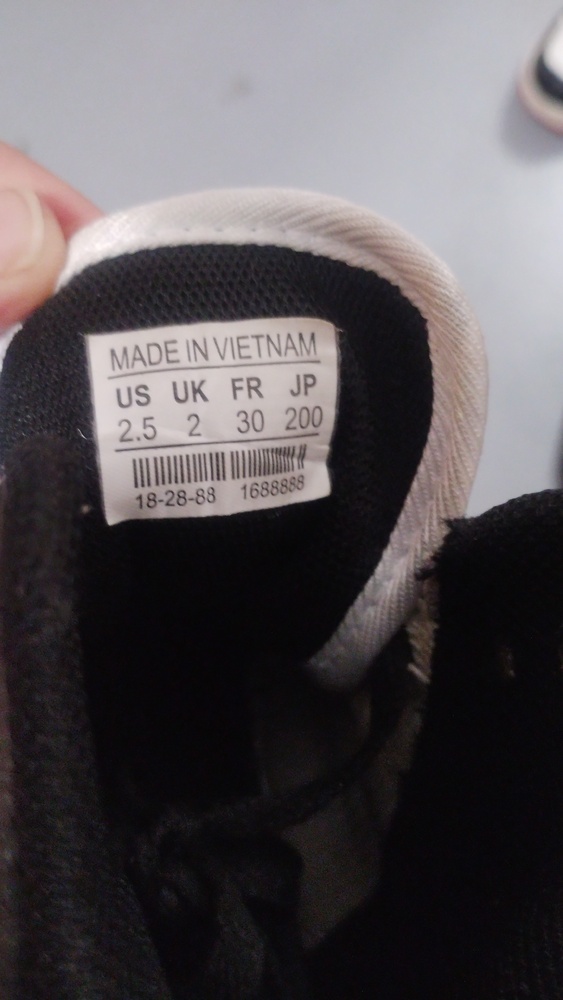 MADE IN VIETNAM
US UK FR JP
2.5 2 30 200
18-28-88 1688888